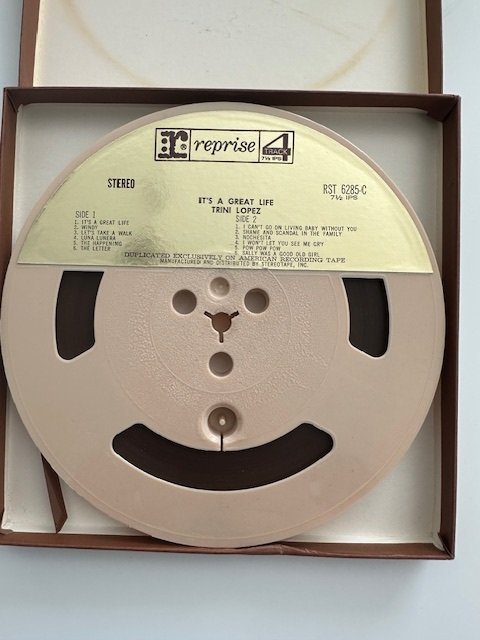 r reprise 4
TRACK
7½ IPS
STEREO
RST 6285-C
7½ IPS
IT'S A GREAT LIFE
TRINI LOPEZ
SIDE 1
1. IT'S A GREAT LIFE
2. WINDY
3. LET'S TAKE A WALK
4. LUNA LUNERA
5. THE HAPPENING
6. THE LETTER
SIDE 2
1. I CAN'T GO ON LIVING BABY WITHOUT YOU
2. SHAME AND SCANDAL IN THE FAMILY
3. NOCHESITA
4. I WON'T LET YOU SEE ME CRY
5. POW POW POW
6. SALLY WAS A GOOD OLD GIRL
DUPLICATED EXCLUSIVELY ON AMERICAN RECORDING TAPE
MANUFACTURED AND DISTRIBUTED BY STEREOTAPE, INC.